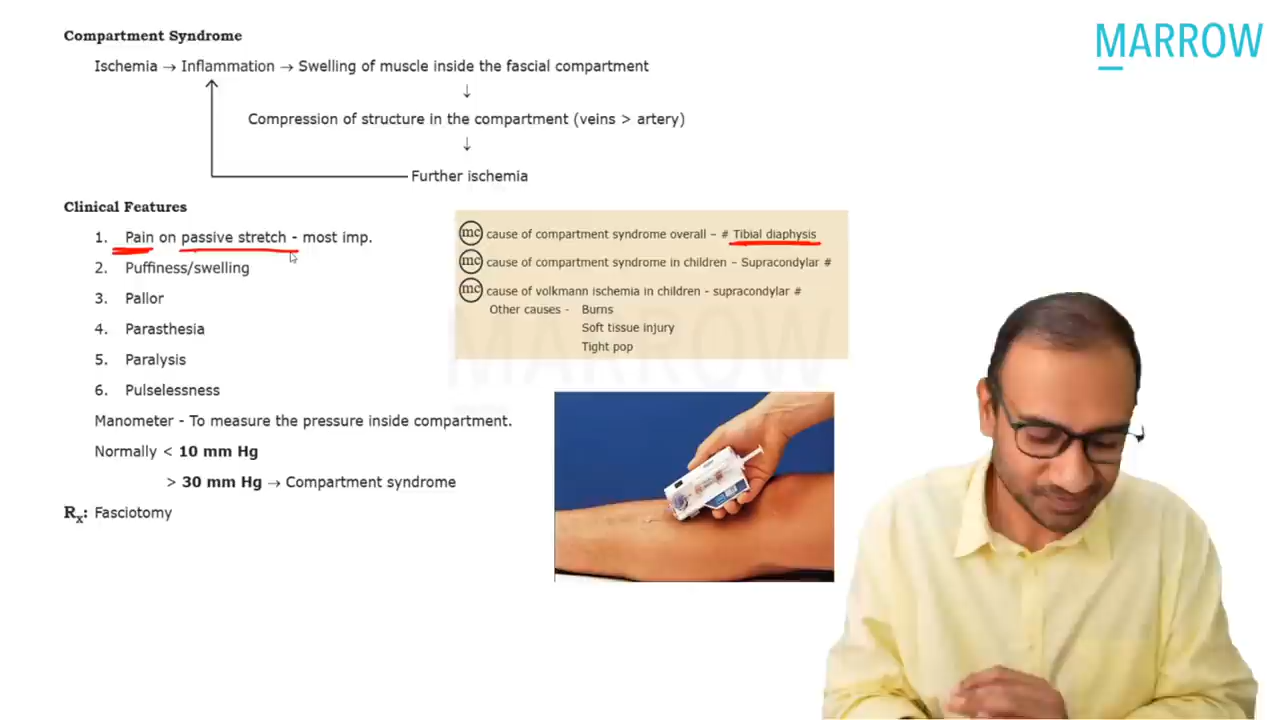 Compartment Syndrome
MARROW
Ischemia → Inflammation → Swelling of muscle inside the fascial compartment
↓
Compression of structure in the compartment (veins > artery)
↓
Further ischemia
Clinical Features
1. Pain on passive stretch - most imp.
2. Puffiness/swelling
3. Pallor
4. Parasthesia
5. Paralysis
6. Pulselessness
Manometer - To measure the pressure inside compartment.
Normally < 10 mm Hg
> 30 mm Hg → Compartment syndrome
Rx: Fasciotomy
mc cause of compartment syndrome overall – # Tibial diaphysis
mc cause of compartment syndrome in children – Supracondylar #
mc cause of volkmann ischemia in children - supracondylar #
Other causes - Burns
Soft tissue injury
Tight pop
MARROW